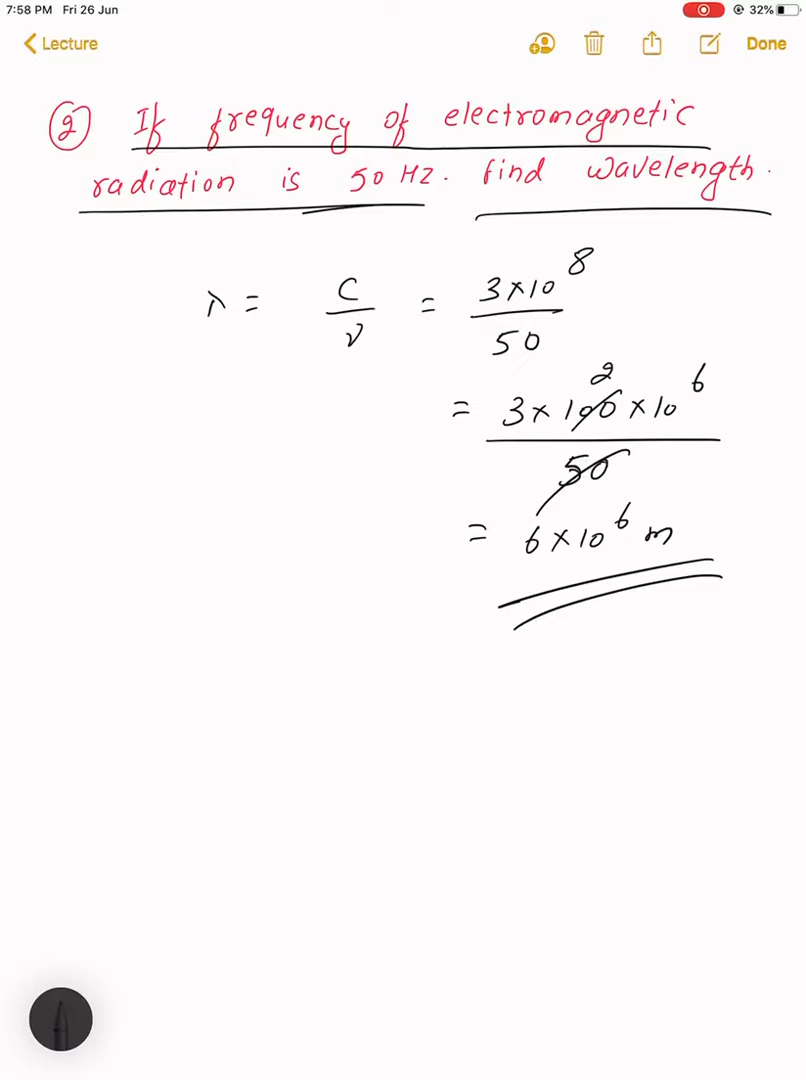 7:58 PM Fri 26 Jun 32%
Lecture Done
2 If frequency of electromagnetic
radiation is 50 Hz. find wavelength.
λ = c/ν = 3×10^8/50
= 3×100×10^6/50 2
= 6×10^6 m